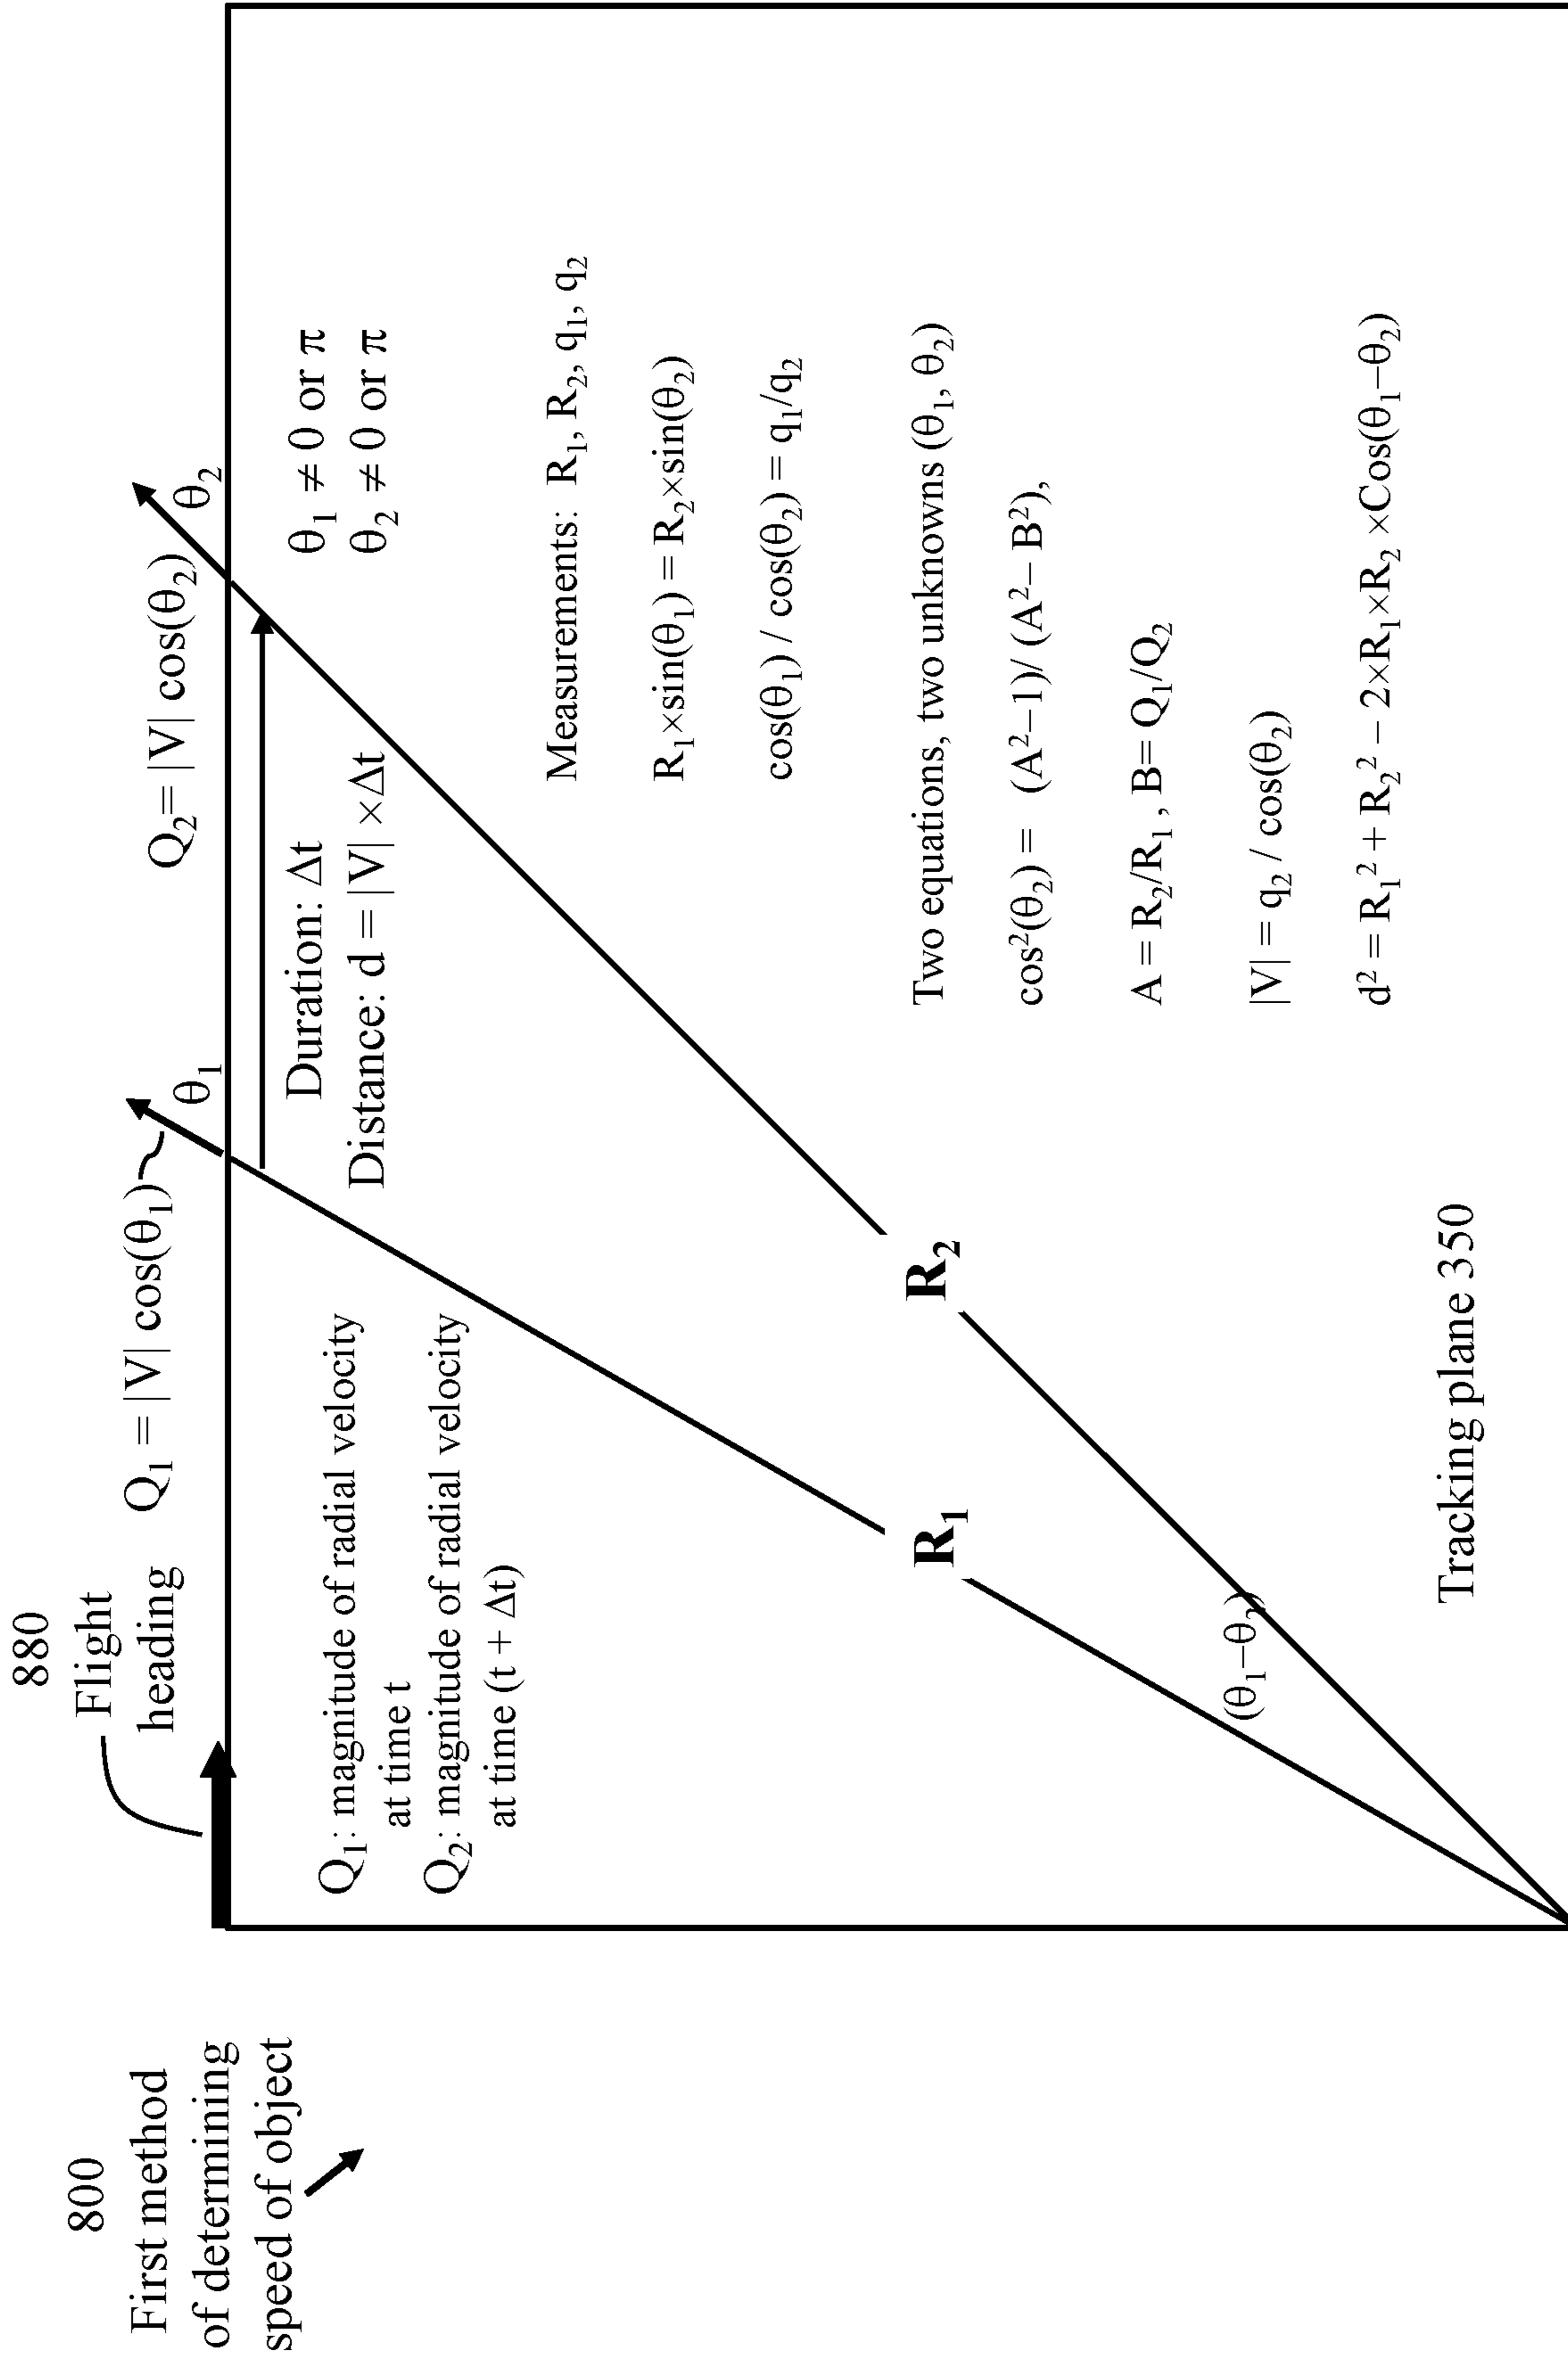 800
First method
of determining
speed of object
880
Flight
heading
Q₁ = |V| cos(θ₁)
θ₁
Q₂= |V| cos(θ₂)
θ₂
Q₁: magnitude of radial velocity
at time t
Q₂: magnitude of radial velocity
at time (t + Δt)
Duration: Δt
Distance: d = |V| ×Δt
θ₁ ≠ 0 or π
θ₂ ≠ 0 or π
Measurements: R₁, R₂, q₁, q₂
R₁×sin(θ₁) = R₂×sin(θ₂)
cos(θ₁) / cos(θ₂) = q₁/q₂
Two equations, two unknowns (θ₁, θ₂)
cos²(θ₂) = (A²−1)/ (A²− B²),
A = R₂/R₁ , B= Q₁/Q₂
|V| = q₂ / cos(θ₂)
d² = R₁² + R₂² − 2×R₁×R₂ ×Cos(θ₁−θ₂)
R₁
R₂
(θ₁−θ₂)
Tracking plane 350